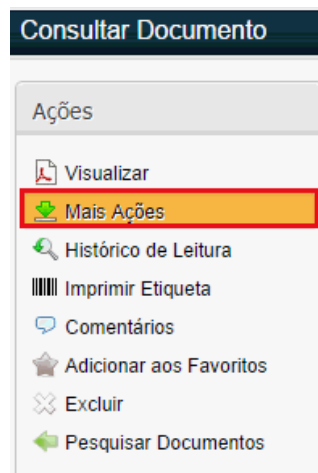 Consultar Documento
Ações
Visualizar
Mais Ações
Histórico de Leitura
Imprimir Etiqueta
Comentários
Adicionar aos Favoritos
Excluir
Pesquisar Documentos